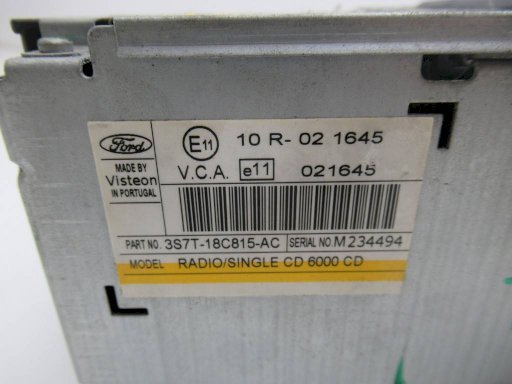 Ford
E11 10 R- 02 1645
MADE BY
Visteon
IN PORTUGAL
V.C.A. e11 021645
PART NO. 3S7T-18C815-AC SERIAL NO. M234494
MODEL RADIO/SINGLE CD 6000 CD